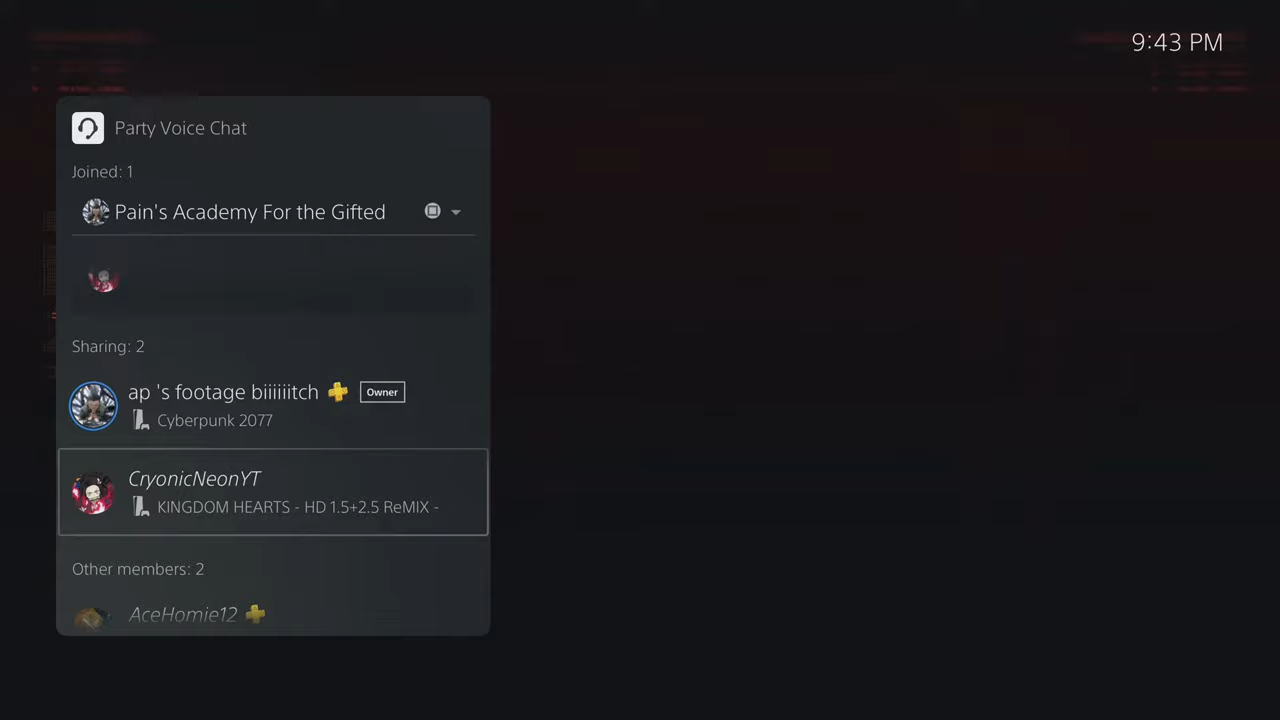 9:43 PM
Party Voice Chat
Joined: 1
Pain's Academy For the Gifted
Sharing: 2
ap 's footage biiiiiitch Owner
Cyberpunk 2077
CryonicNeonYT
KINGDOM HEARTS - HD 1.5+2.5 ReMIX -
Other members: 2
AceHomie12